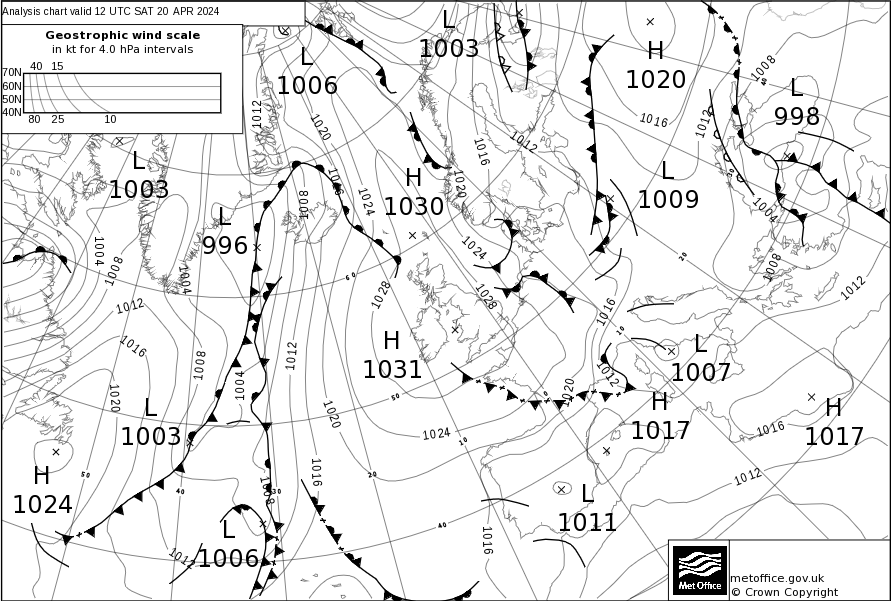 Analysis chart valid 12 UTC SAT 20 APR 2024
Geostrophic wind scale
in kt for 4.0 hPa intervals
40 15
70N
60N
50N
40N
80 25 10
L
1006
L
1003
H
1020
L
998
L
1003
H
1030
L
1009
L
996
H
1031
L
1007
L
1003
H
1017
H
1017
H
1024
L
1011
L
1006
1012
1020
1016
1012
1016
1012
1008
1020
1008
1024
1004
1024
1004
1008
1004
1008
1012
1028
1028
1016
1012
1016
1008
1012
1004
1012
1020
1020
1020
1024
1016
1012
1016
1008
1016
1012
60
50
50
40
30
20
10
40
0
10
20
30
40
Met Office
metoffice.gov.uk
© Crown Copyright